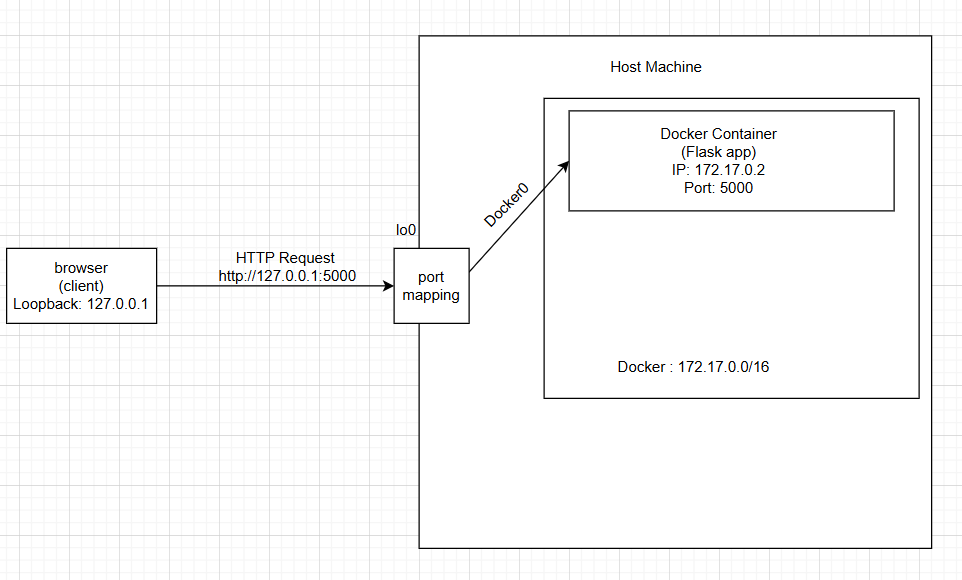 Host Machine
Docker Container
(Flask app)
IP: 172.17.0.2
Port: 5000
Docker0
lo0
HTTP Request
http://127.0.0.1:5000
browser
(client)
Loopback: 127.0.0.1
port
mapping
Docker : 172.17.0.0/16